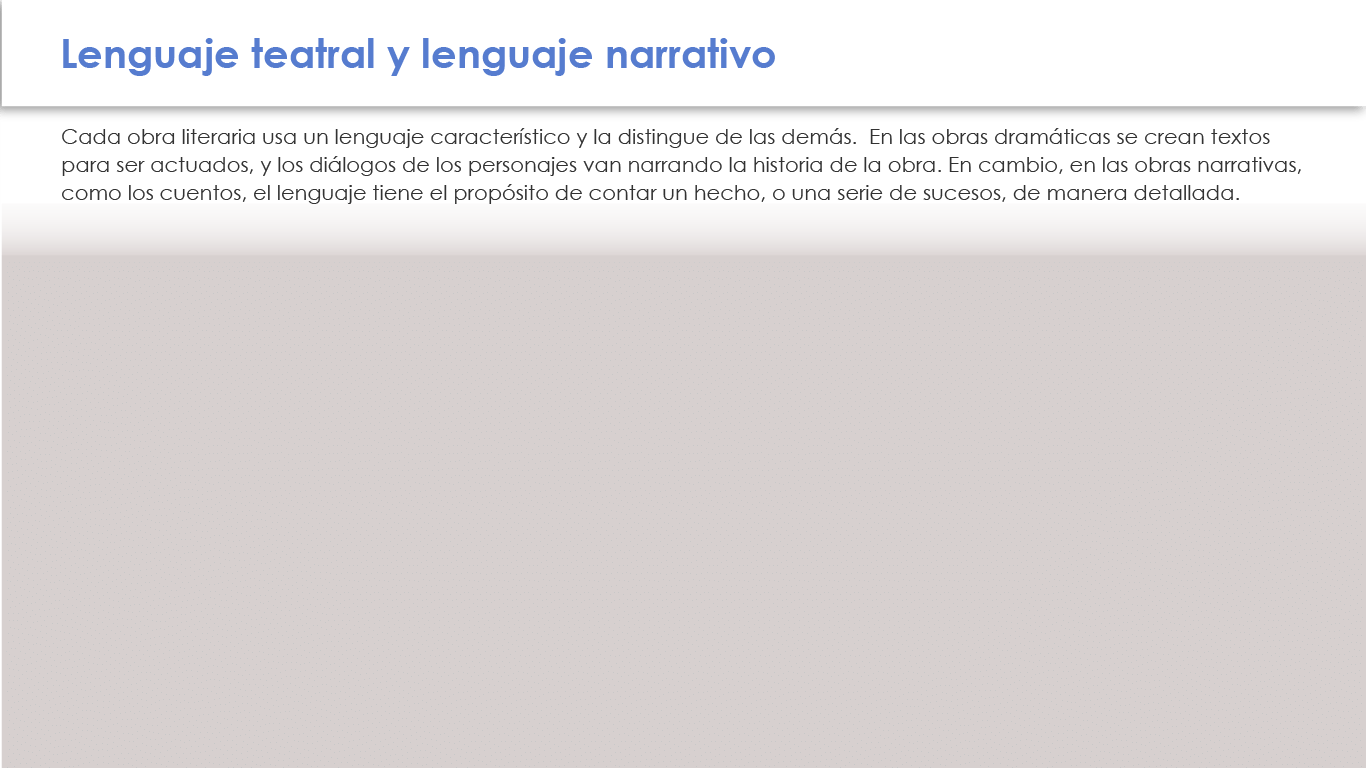 Lenguaje teatral y lenguaje narrativo
Cada obra literaria usa un lenguaje característico y la distingue de las demás.  En las obras dramáticas se crean textos
para ser actuados, y los diálogos de los personajes van narrando la historia de la obra. En cambio, en las obras narrativas,
como los cuentos, el lenguaje tiene el propósito de contar un hecho, o una serie de sucesos, de manera detallada.